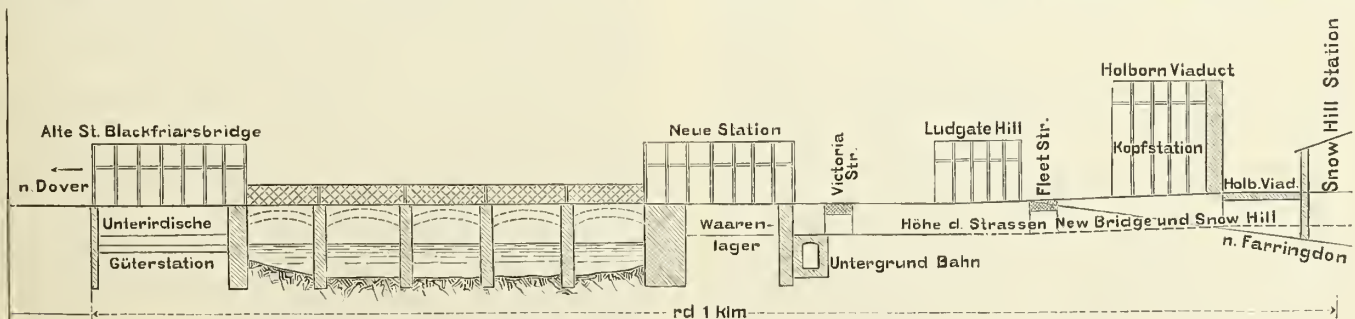 Alte St. Blackfriarsbridge
n. Dover
Unterirdische
Güterstation
Neue Station
Waaren-
lager
Victoria
Str.
Untergrund Bahn
Ludgate Hill
Fleet Str.
Höhe d. Strassen New Bridge und Snow Hill
Holborn Viaduct
Kopfstation
Holb. Viad.
Snow Hill Station
n. Farringdon
rd 1 klm